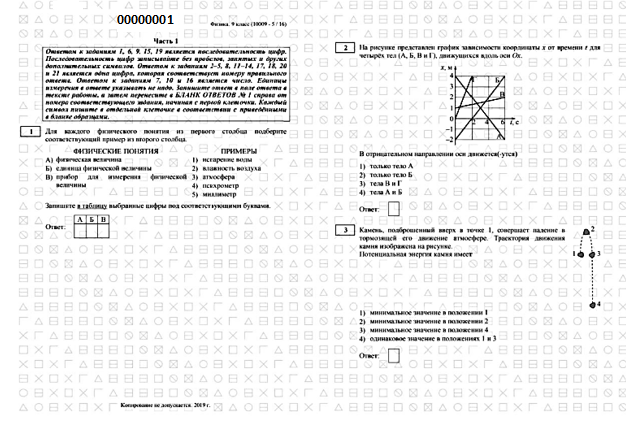 00000001
Физика. 9 класс (10009 - 5 / 16)
Часть 1
Ответом к заданиям 1, 6, 9, 15, 19 является последовательность цифр.
Последовательность цифр записывайте без пробелов, запятых и других
дополнительных символов. Ответом к заданиям 2–5, 8, 11–14, 17, 18, 20
и 21 является одна цифра, которая соответствует номеру правильного
ответа. Ответом к заданиям 7, 10 и 16 является число. Единицы
измерения в ответе указывать не надо. Запишите ответ в поле ответа в
тексте работы, а затем перенесите в БЛАНК ОТВЕТОВ № 1 справа от
номера соответствующего задания, начиная с первой клеточки. Каждый
символ пишите в отдельной клеточке в соответствии с приведёнными
в бланке образцами.
1
Для каждого физического понятия из первого столбца подберите
соответствующий пример из второго столбца.
ФИЗИЧЕСКИЕ ПОНЯТИЯ
А) физическая величина
Б) единица физической величины
В) прибор для измерения физической
величины
ПРИМЕРЫ
1) испарение воды
2) влажность воздуха
3) атмосфера
4) психрометр
5) миллиметр
Запишите в таблицу выбранные цифры под соответствующими буквами.
Ответ:
А Б В
Копирование не допускается. 2019 г.
2
На рисунке представлен график зависимости координаты x от времени t для
четырёх тел (А, Б, В и Г), движущихся вдоль оси Ox.
x, м
4
3
2
1
0
−1
−2
2 4 6
t, с
В отрицательном направлении оси движется(-утся)
1) только тело А
2) только тело Б
3) тела В и Г
4) тела А и Б
Ответ:
3
Камень, подброшенный вверх в точке 1, совершает падение в
тормозящей его движение атмосфере. Траектория движения
камня изображена на рисунке.
Потенциальная энергия камня имеет
2
1 3
4
1) минимальное значение в положении 1
2) минимальное значение в положении 2
3) минимальное значение в положении 4
4) одинаковое значение в положениях 1 и 3
Ответ: